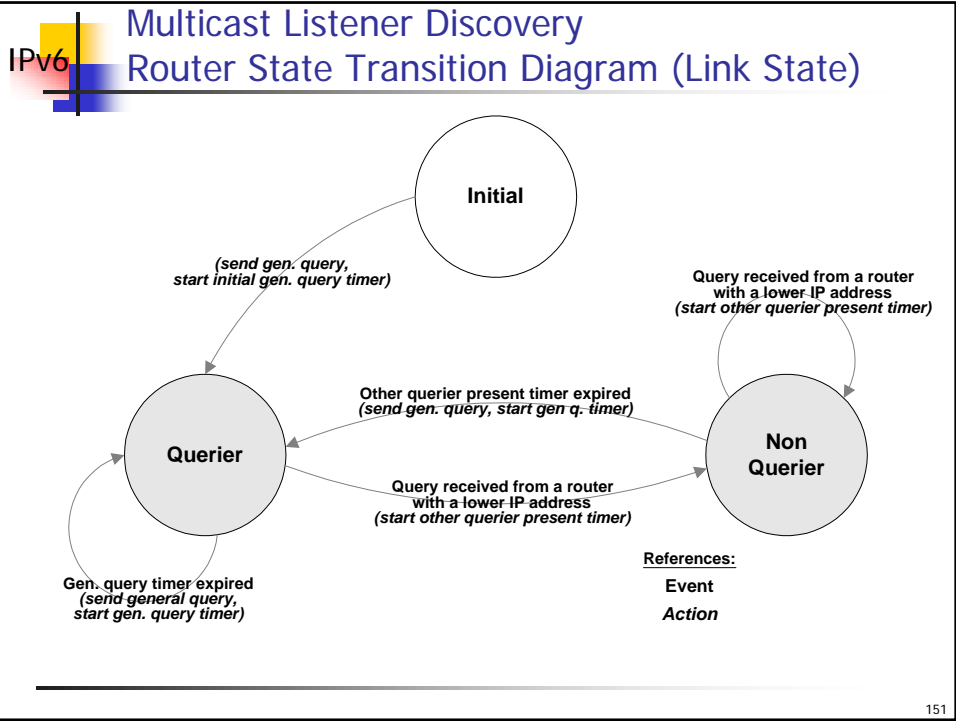 IPv6
Multicast Listener Discovery
Router State Transition Diagram (Link State)
Initial
(send gen. query,
start initial gen. query timer)
Query received from a router
with a lower IP address
(start other querier present timer)
Other querier present timer expired
(send gen. query, start gen q. timer)
Querier
Non
Querier
Query received from a router
with a lower IP address
(start other querier present timer)
Gen. query timer expired
(send general query,
start gen. query timer)
References:
Event
Action
151